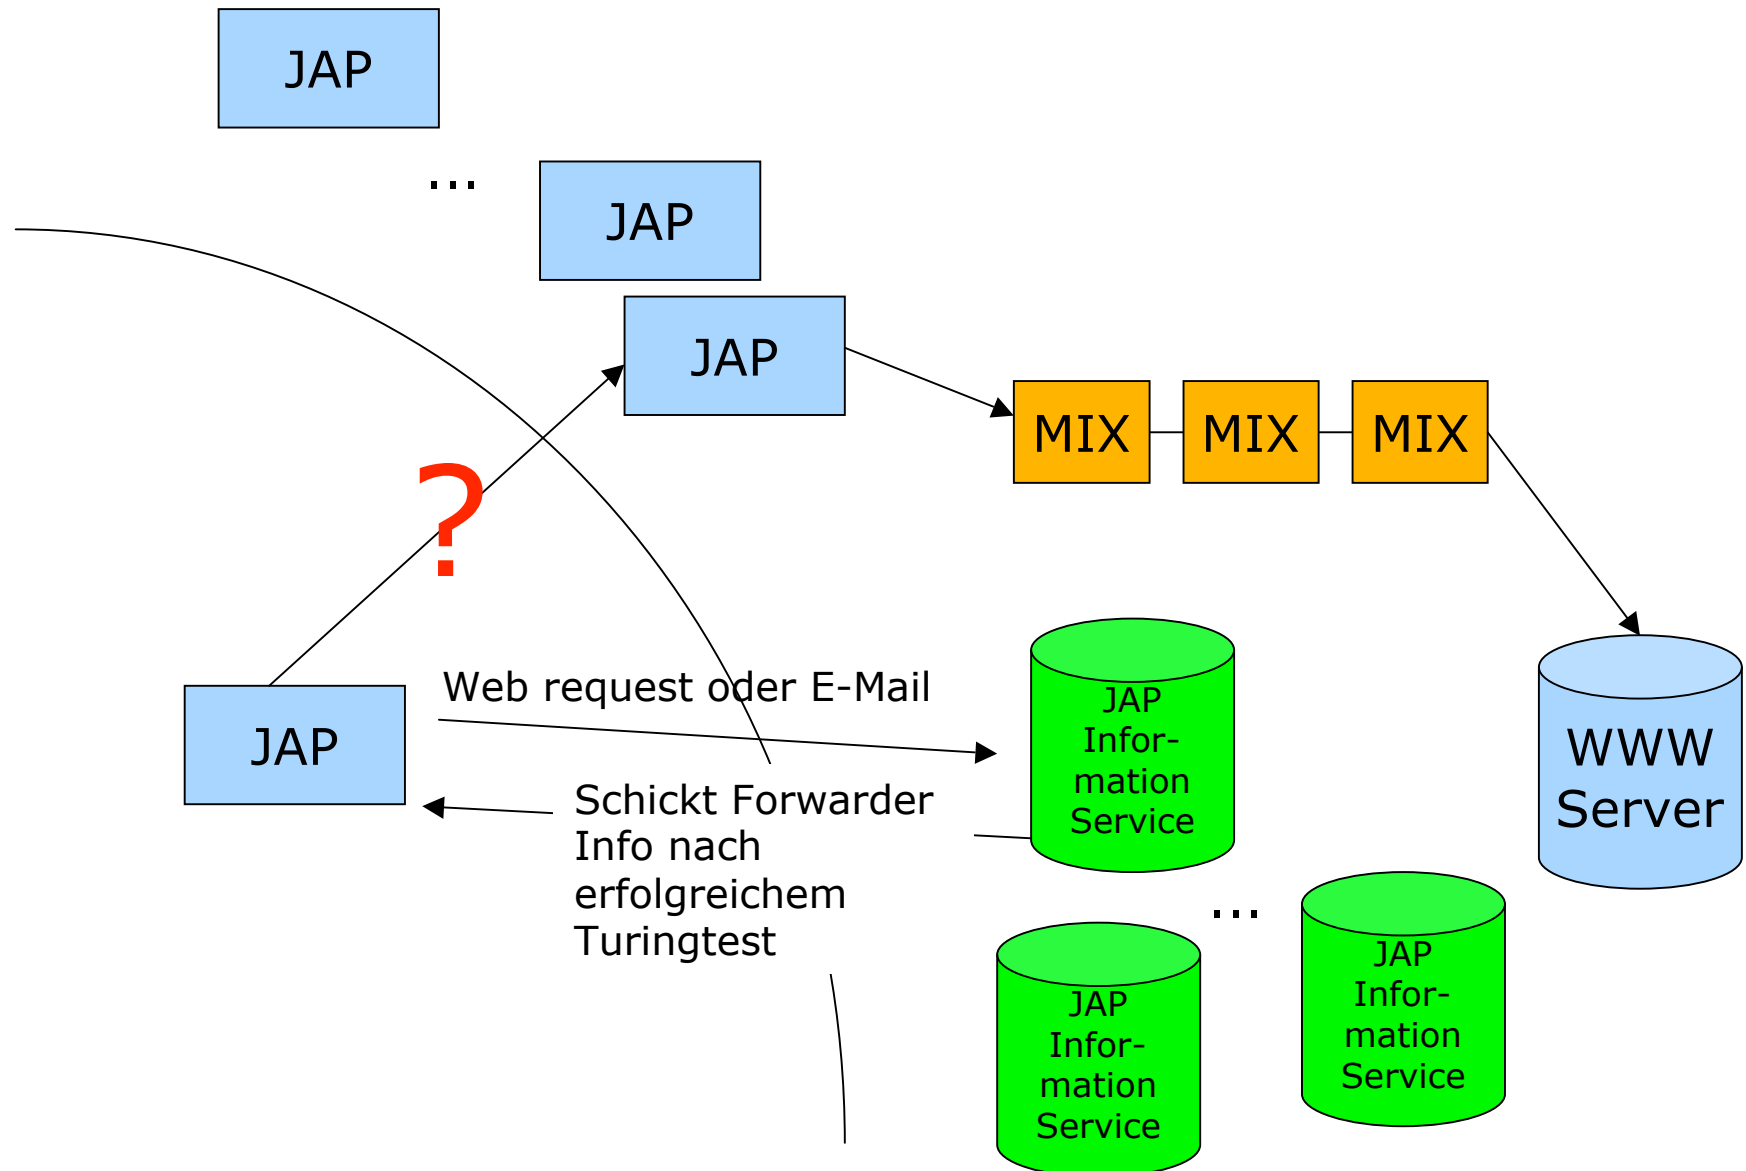 JAP
...
JAP
JAP
MIX
MIX
MIX
?
JAP
Web request oder E-Mail
Schickt Forwarder
Info nach
erfolgreichem
Turingtest
JAP
Infor-
mation
Service
WWW
Server
...
JAP
Infor-
mation
Service
JAP
Infor-
mation
Service